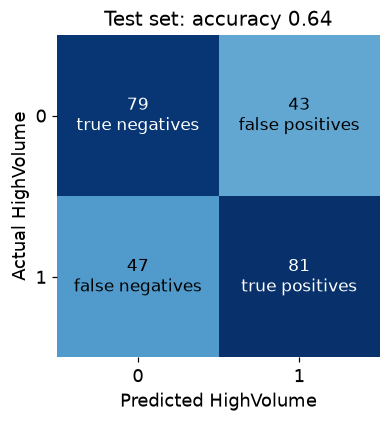 Test set: accuracy 0.64
Actual HighVolume
0
79
true negatives
43
false positives
1
47
false negatives
81
true positives
0
1
Predicted HighVolume